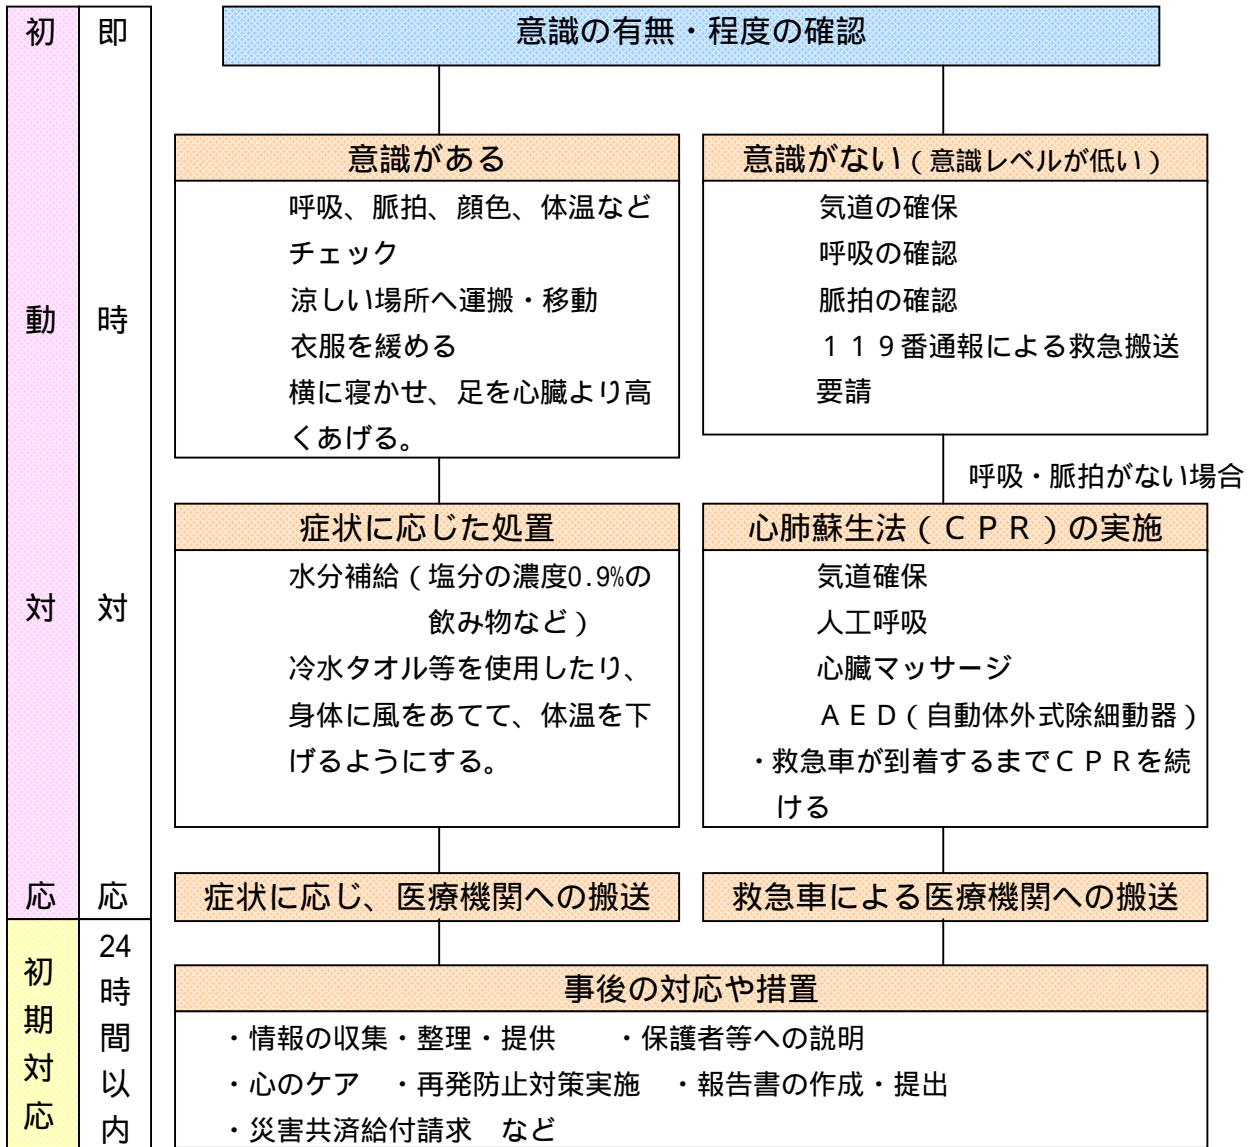 初動対応
即時対応
意識の有無・程度の確認
意識がある
呼吸、脈拍、顔色、体温など
チェック
涼しい場所へ運搬・移動
衣服を緩める
横に寝かせ、足を心臓より高
くあげる。
意識がない（意識レベルが低い）
気道の確保
呼吸の確認
脈拍の確認
１１９番通報による救急搬送
要請
呼吸・脈拍がない場合
症状に応じた処置
水分補給（塩分の濃度0.9%の
飲み物など）
冷水タオル等を使用したり、
身体に風をあてて、体温を下
げるようにする。
心肺蘇生法（ＣＰＲ）の実施
気道確保
人工呼吸
心臓マッサージ
ＡＥＤ（自動体外式除細動器）
・救急車が到着するまでＣＰＲを続
ける
症状に応じ、医療機関への搬送
救急車による医療機関への搬送
初期対応
24時間以内
事後の対応や措置
・情報の収集・整理・提供　　・保護者等への説明
・心のケア　・再発防止対策実施　・報告書の作成・提出
・災害共済給付請求　など